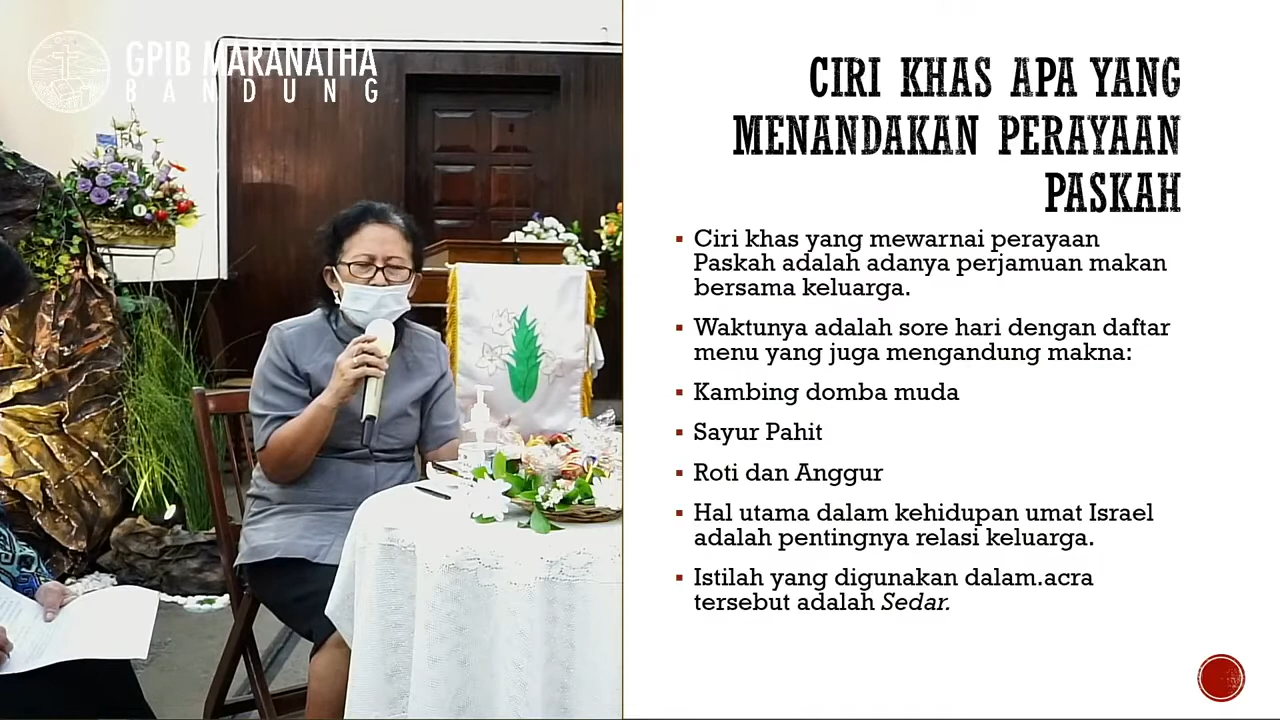 GPIB MARANATHA
BANDUNG
CIRI KHAS APA YANG
MENANDAKAN PERAYAAN
PASKAH
▪ Ciri khas yang mewarnai perayaan
Paskah adalah adanya perjamuan makan
bersama keluarga.
▪ Waktunya adalah sore hari dengan daftar
menu yang juga mengandung makna:
▪ Kambing domba muda
▪ Sayur Pahit
▪ Roti dan Anggur
▪ Hal utama dalam kehidupan umat Israel
adalah pentingnya relasi keluarga.
▪ Istilah yang digunakan dalam.acra
tersebut adalah Sedar.